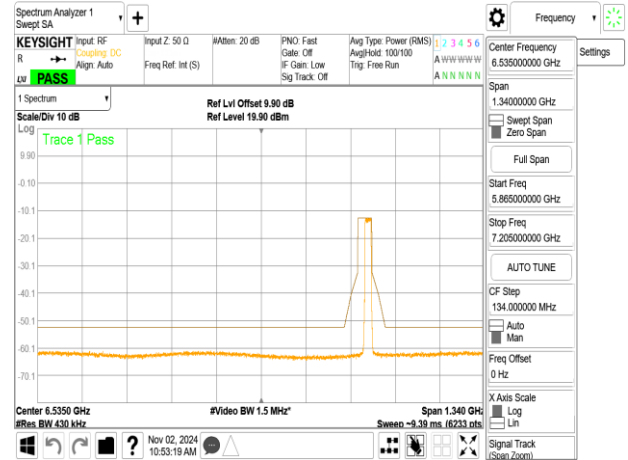 Spectrum Analyzer 1
Swept SA
Frequency
KEYSIGHT
R
LXI
PASS
Input: RF
Coupling: DC
Align: Auto
Input Z: 50 Ω
Freq Ref: Int (S)
#Atten: 20 dB
PNO: Fast
Gate: Off
IF Gain: Low
Sig Track: Off
Avg Type: Power (RMS)
Avg|Hold: 100/100
Trig: Free Run
1 2 3 4 5 6
A W W W W W
A N N N N N
Center Frequency
6.535000000 GHz
Settings
Span
1.34000000 GHz
Swept Span
Zero Span
Full Span
Start Freq
5.865000000 GHz
Stop Freq
7.205000000 GHz
AUTO TUNE
CF Step
134.000000 MHz
Auto
Man
Freq Offset
0 Hz
X Axis Scale
Log
Lin
Signal Track
(Span Zoom)
1 Spectrum
Scale/Div 10 dB
Ref Lvl Offset 9.90 dB
Ref Level 19.90 dBm
Log
Trace 1 Pass
9.90
-0.10
-10.1
-20.1
-30.1
-40.1
-50.1
-60.1
-70.1
Center 6.5350 GHz
#Video BW 1.5 MHz*
Span 1.340 GHz
#Res BW 430 kHz
Sweep ~9.39 ms (6233 pts
Nov 02, 2024
10:53:19 AM